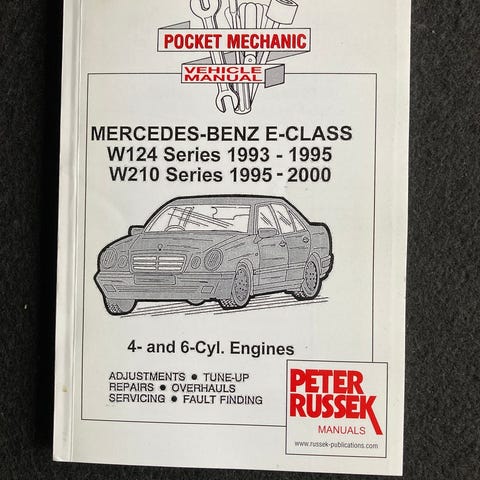 POCKET MECHANIC
VEHICLE
MANUAL
MERCEDES-BENZ E-CLASS
W124 Series 1993 - 1995
W210 Series 1995 - 2000
4- and 6-Cyl. Engines
ADJUSTMENTS ● TUNE-UP
REPAIRS ● OVERHAULS
SERVICING ● FAULT FINDING
PETER
RUSSEK
MANUALS
www.russek-publications.com